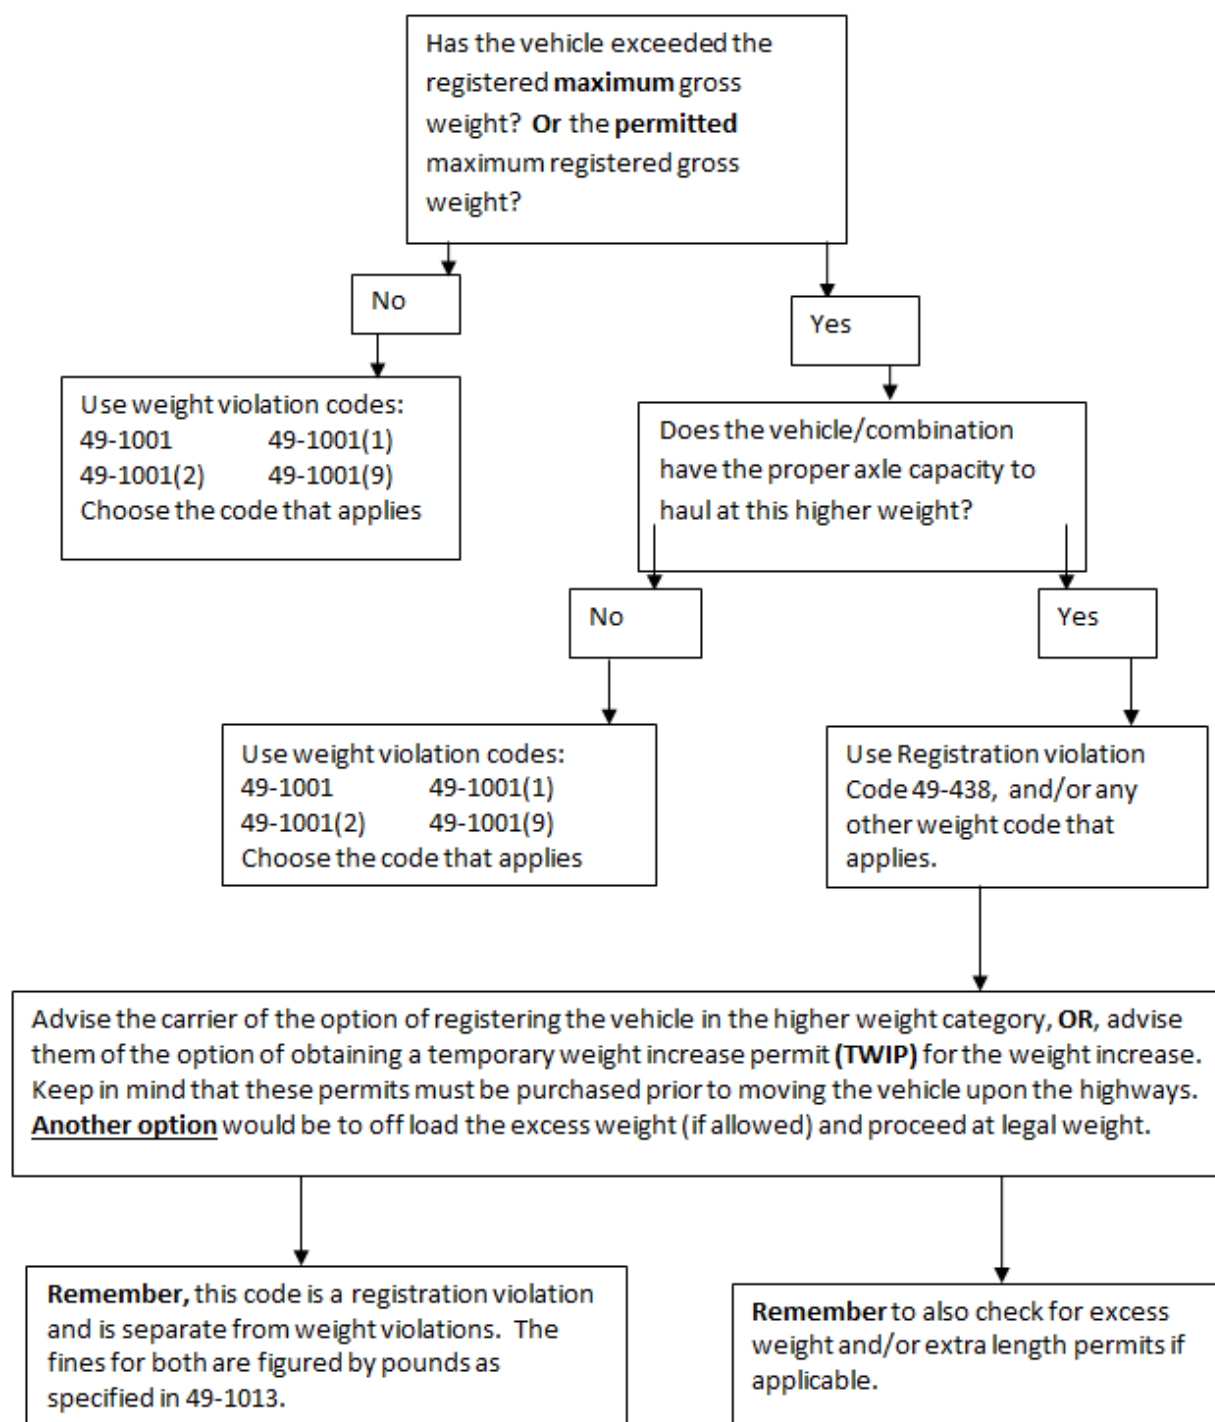 Has the vehicle exceeded the
registered maximum gross
weight? Or the permitted
maximum registered gross
weight?
No
Yes
Use weight violation codes:
49-1001 49-1001(1)
49-1001(2) 49-1001(9)
Choose the code that applies
Does the vehicle/combination
have the proper axle capacity to
haul at this higher weight?
No
Yes
Use weight violation codes:
49-1001 49-1001(1)
49-1001(2) 49-1001(9)
Choose the code that applies
Use Registration violation
Code 49-438, and/or any
other weight code that
applies.
Advise the carrier of the option of registering the vehicle in the higher weight category, OR, advise
them of the option of obtaining a temporary weight increase permit (TWIP) for the weight increase.
Keep in mind that these permits must be purchased prior to moving the vehicle upon the highways.
Another option would be to off load the excess weight (if allowed) and proceed at legal weight.
Remember, this code is a registration violation
and is separate from weight violations. The
fines for both are figured by pounds as
specified in 49-1013.
Remember to also check for excess
weight and/or extra length permits if
applicable.